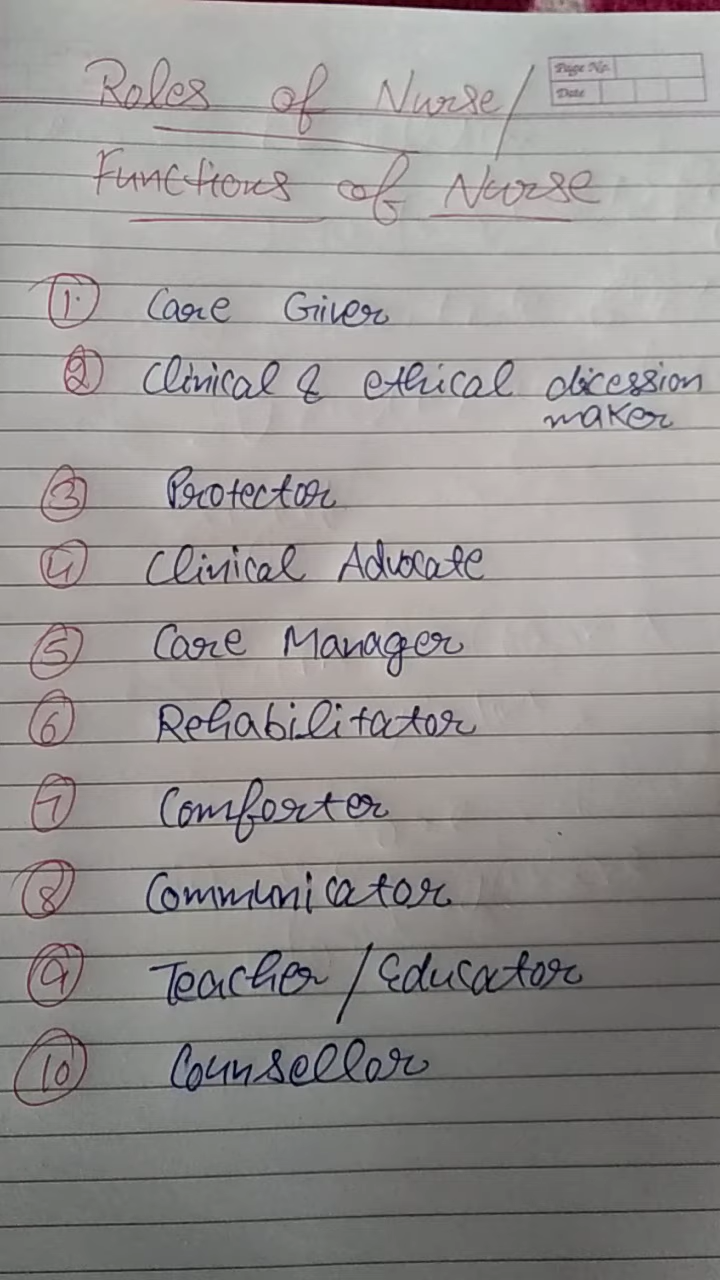 Page No.
Date
Roles of Nurse/
Functions of Nurse
1. Care Giver
2 Clinical & ethical dicession
maker
3 Protector
4 Clinical Advocate
5 Care Manager
6 Rehabilitator
7 Comforter
8 Communicator
9 Teacher / Educator
10 Counsellor